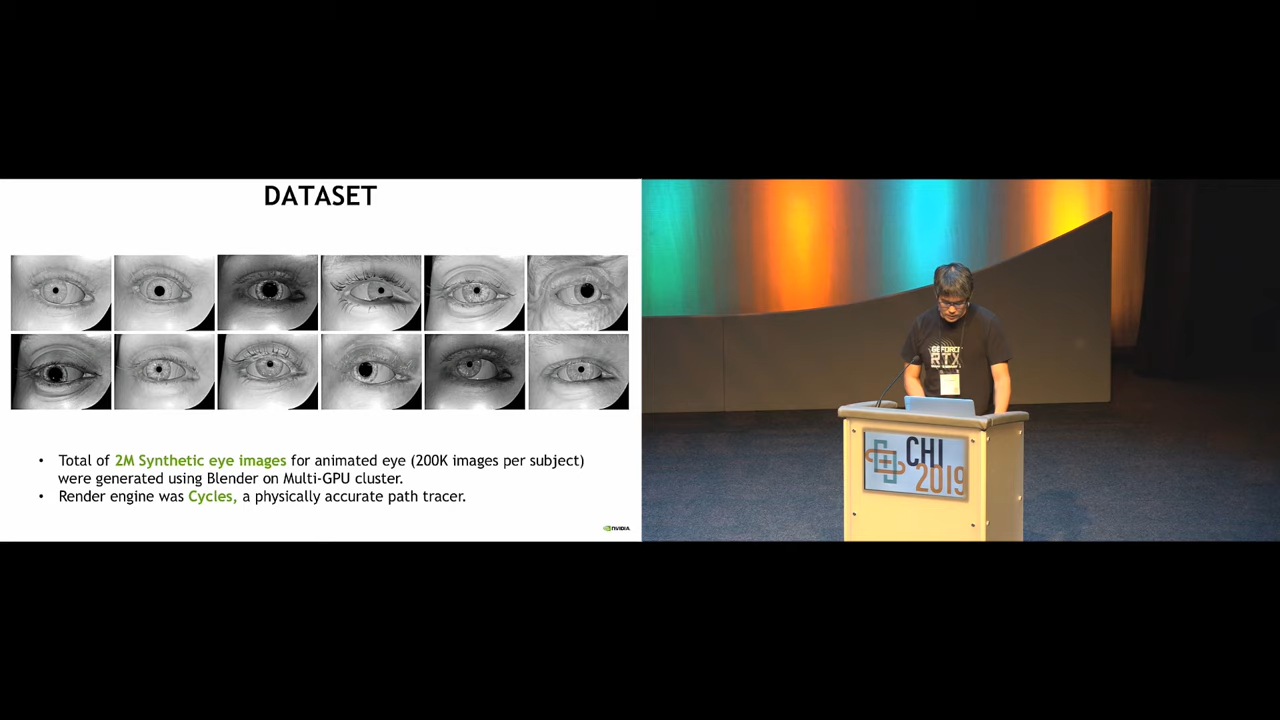 DATASET
• Total of 2M Synthetic eye images for animated eye (200K images per subject)
were generated using Blender on Multi-GPU cluster.
• Render engine was Cycles, a physically accurate path tracer.
NVIDIA
GEFORCE
RTX
CHI
2019